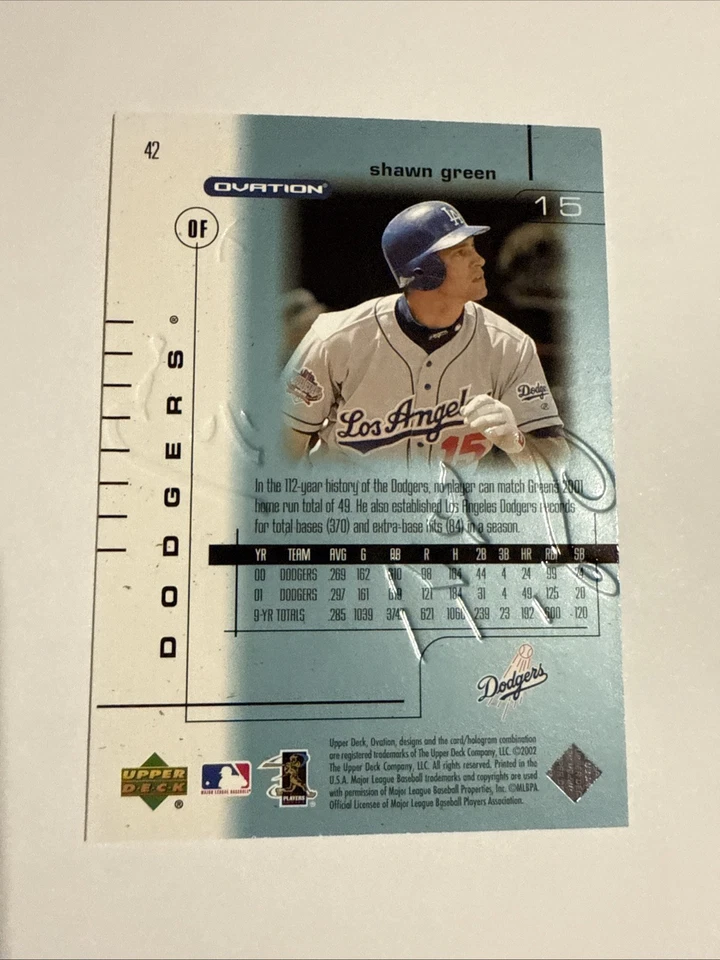 42
shawn green
OVATION®
15
OF
LA
DODGERS®
Dodgers
Los Angel
15
In the 112-year history of the Dodgers, no player can match Green's 2001
home run total of 49. He also established Los Angeles Dodgers records
for total bases (370) and extra-base hits (84) in a season.
YR TEAM AVG G AB R H 2B 3B HR RBI SB
00 DODGERS .269 162 610 98 164 44 4 24 99
01 DODGERS .297 161 619 121 184 31 4 49 125 20
9-YR TOTALS .285 1039 621 239 23 192 120
Dodgers
Upper Deck, Ovation, designs and the card/hologram combination
are registered trademarks of The Upper Deck Company, LLC. ©2002
The Upper Deck Company, LLC. All rights reserved. Printed in the
U.S.A. Major League Baseball trademarks and copyrights are used
with permission of Major League Baseball Properties, Inc. ©MLBPA
Official Licensee of Major League Baseball Players Association.
UPPER
DECK
®
MAJOR LEAGUE BASEBALL
PLAYERS